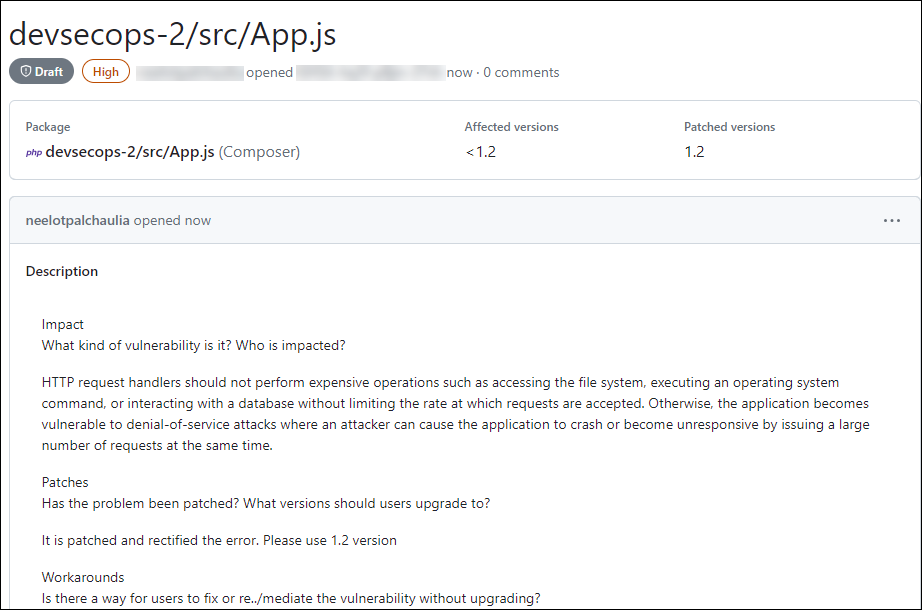 devsecops-2/src/App.js
Draft High opened now · 0 comments
Package Affected versions Patched versions
php devsecops-2/src/App.js (Composer) <1.2 1.2
neelotpalchaulia opened now ...
Description
Impact
What kind of vulnerability is it? Who is impacted?
HTTP request handlers should not perform expensive operations such as accessing the file system, executing an operating system
command, or interacting with a database without limiting the rate at which requests are accepted. Otherwise, the application becomes
vulnerable to denial-of-service attacks where an attacker can cause the application to crash or become unresponsive by issuing a large
number of requests at the same time.
Patches
Has the problem been patched? What versions should users upgrade to?
It is patched and rectified the error. Please use 1.2 version
Workarounds
Is there a way for users to fix or re../mediate the vulnerability without upgrading?